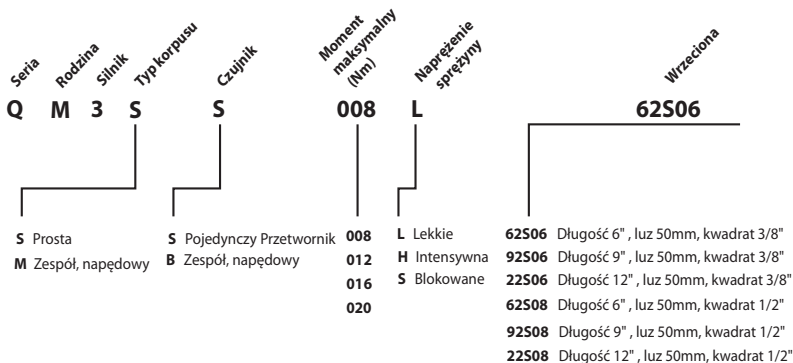 Seria
Rodzina
Silnik
Typ korpusu
Czujnik
Moment
maksymalny
(Nm)
Naprężenie
sprężyny
Wrzeciona
Q M 3 S S 008 L 62S06
S Prosta
M Zespół, napędowy
S Pojedynczy Przetwornik
B Zespół, napędowy
008
012
016
020
L Lekkie
H Intensywna
S Blokowane
62S06 Długość 6" , luz 50mm, kwadrat 3/8"
92S06 Długość 9" , luz 50mm, kwadrat 3/8"
22S06 Długość 12" , luz 50mm, kwadrat 3/8"
62S08 Długość 6" , luz 50mm, kwadrat 1/2"
92S08 Długość 9" , luz 50mm, kwadrat 1/2"
22S08 Długość 12" , luz 50mm, kwadrat 1/2"